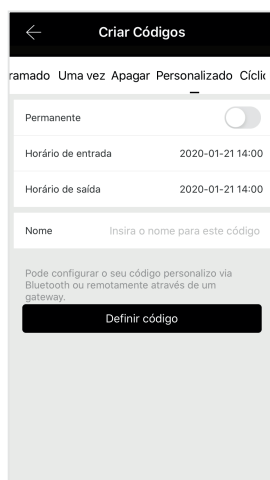 Criar Códigos
ramado Uma vez Apagar Personalizado Cíclic
Permanente
Horário de entrada 2020-01-21 14:00
Horário de saída 2020-01-21 14:00
Nome Insira o nome para este código
Pode configurar o seu código personalizo via
Bluetooth ou remotamente através de um
gateway.
Definir código